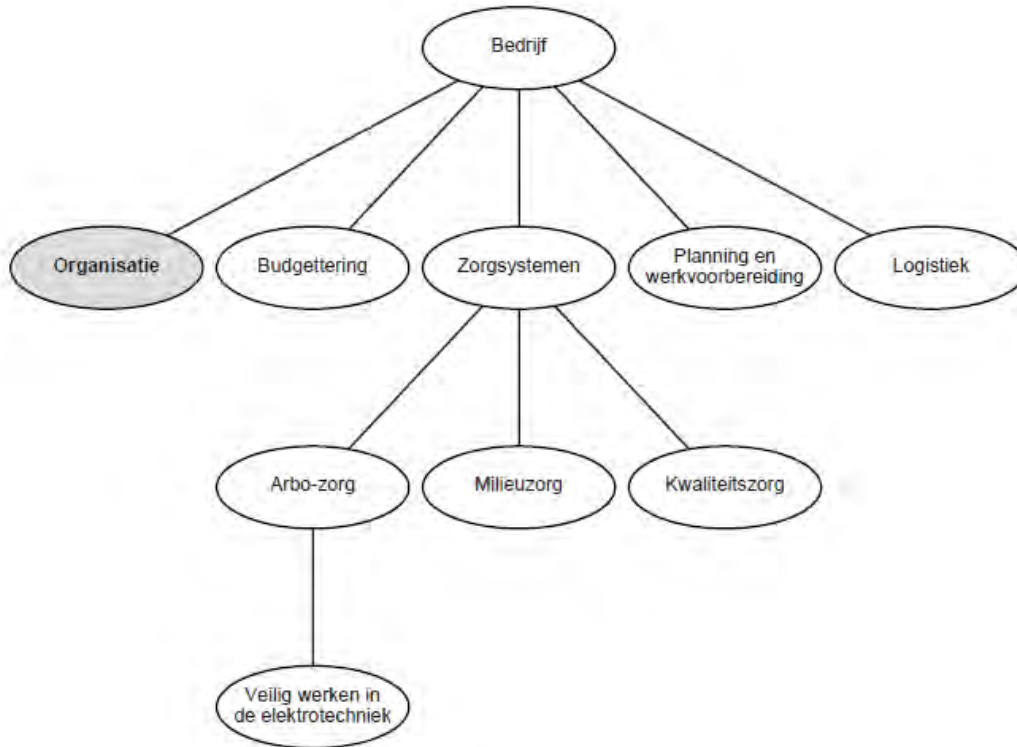 Bedrijf
Organisatie
Budgettering
Zorgsystemen
Planning en
werkvoorbereiding
Logistiek
Arbo-zorg
Milieuzorg
Kwaliteitszorg
Veilig werken in
de elektrotechniek